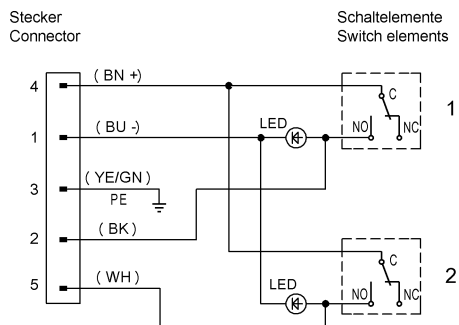 Stecker
Connector
Schaltelemente
Switch elements
4
( BN +)
C
1
1
( BU -)
LED
NO
NC
3
( YE/GN )
PE
2
( BK )
C
2
5
( WH )
LED
NO
NC